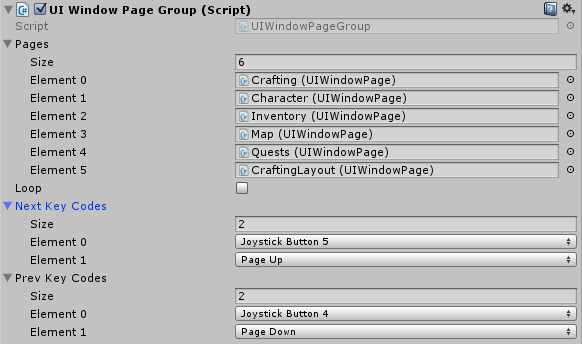 UI Window Page Group (Script)
Script UIWindowPageGroup
Pages
Size 6
Element 0 Crafting (UIWindowPage)
Element 1 Character (UIWindowPage)
Element 2 Inventory (UIWindowPage)
Element 3 Map (UIWindowPage)
Element 4 Quests (UIWindowPage)
Element 5 CraftingLayout (UIWindowPage)
Loop
Next Key Codes
Size 2
Element 0 Joystick Button 5
Element 1 Page Up
Prev Key Codes
Size 2
Element 0 Joystick Button 4
Element 1 Page Down